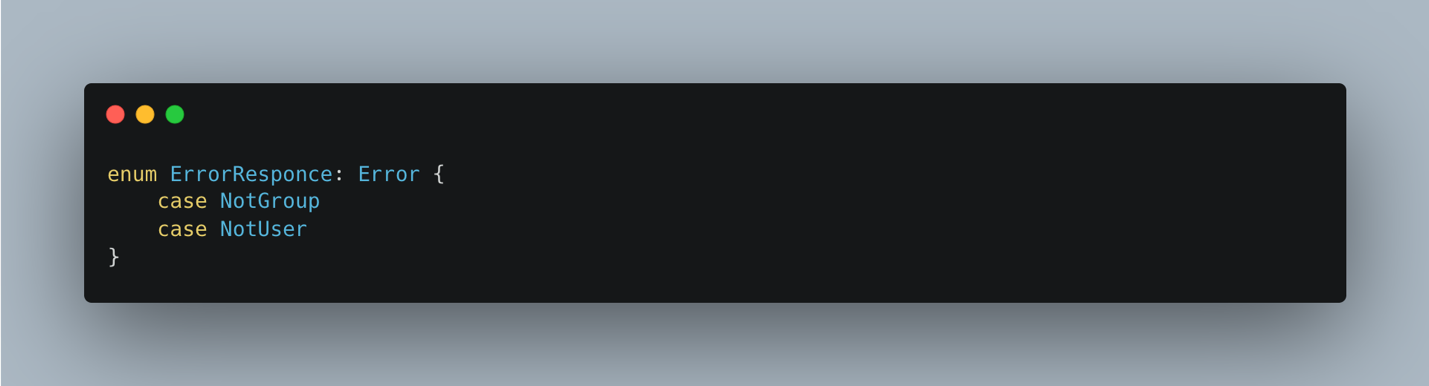 enum ErrorResponce: Error {
    case NotGroup
    case NotUser
}